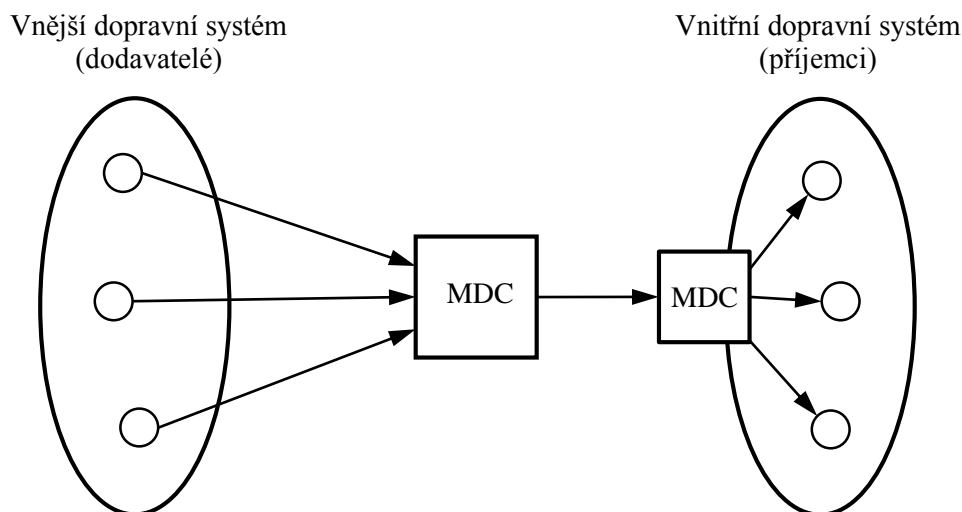 Vnější dopravní systém
(dodavatelé)
Vnitřní dopravní systém
(příjemci)
MDC
MDC